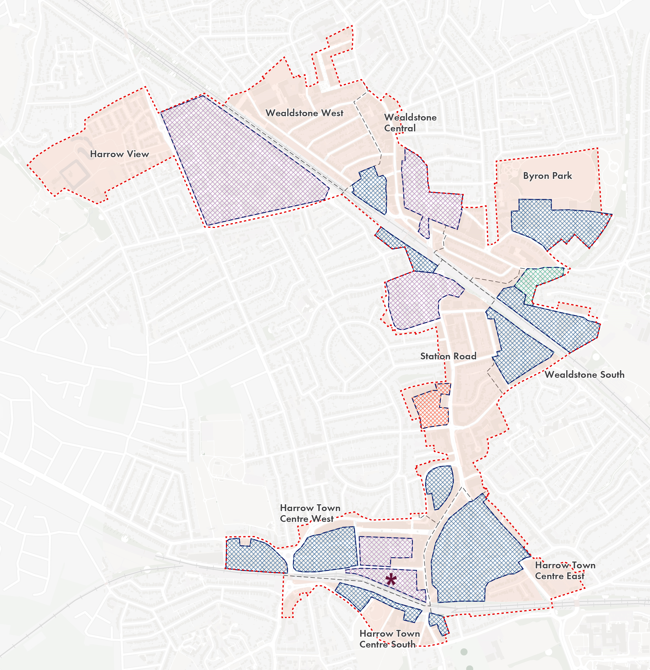 Wealdstone West
Wealdstone
Central
Harrow View
Byron Park
Station Road
Wealdstone South
Harrow Town
Centre West
Harrow Town
Centre East
*
Harrow Town
Centre South